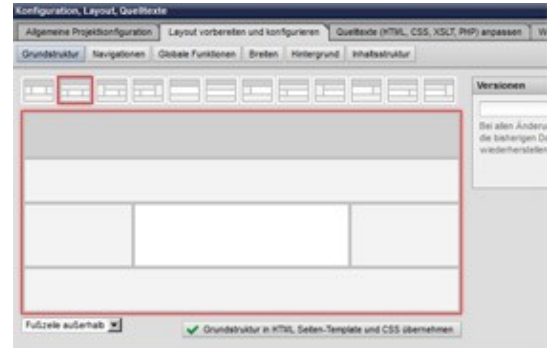 Konfiguration, Layout, Quelltexte
Allgemeine Projektkonfiguration
Layout vorbereiten und konfigurieren
Quelltexte (HTML, CSS, XSLT, PHP) anpassen
W
Grundstruktur
Navigationen
Globale Funktionen
Breiten
Hintergrund
Inhaltsstruktur
Versionen
Bei allen Änderu
die bisherigen Da
wiederherstellen
Fußzeile außerhalb
Grundstruktur in HTML Seiten-Template und CSS übernehmen